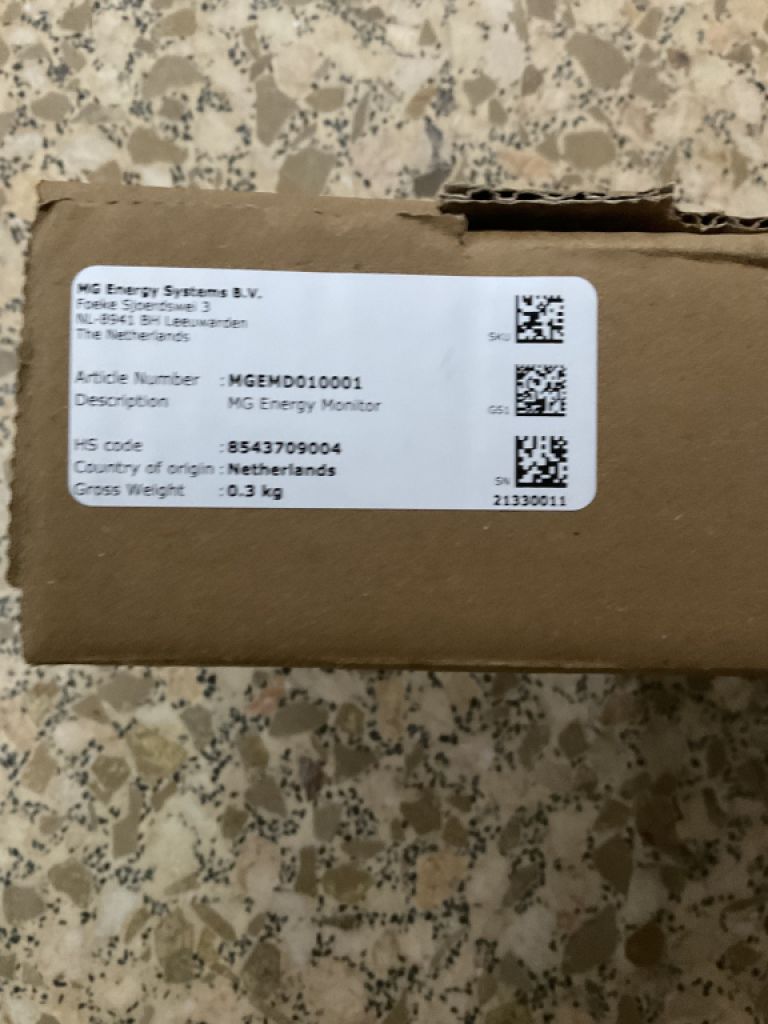 MG Energy Systems B.V.
Foeke Sjoerdswei 3
NL-8941 BH Leeuwarden
The Netherlands
SKU
Article Number : MGEMD010001
Description MG Energy Monitor
GS1
HS code : 8543709004
Country of origin : Netherlands
SN
Gross Weight : 0.3 kg
21330011